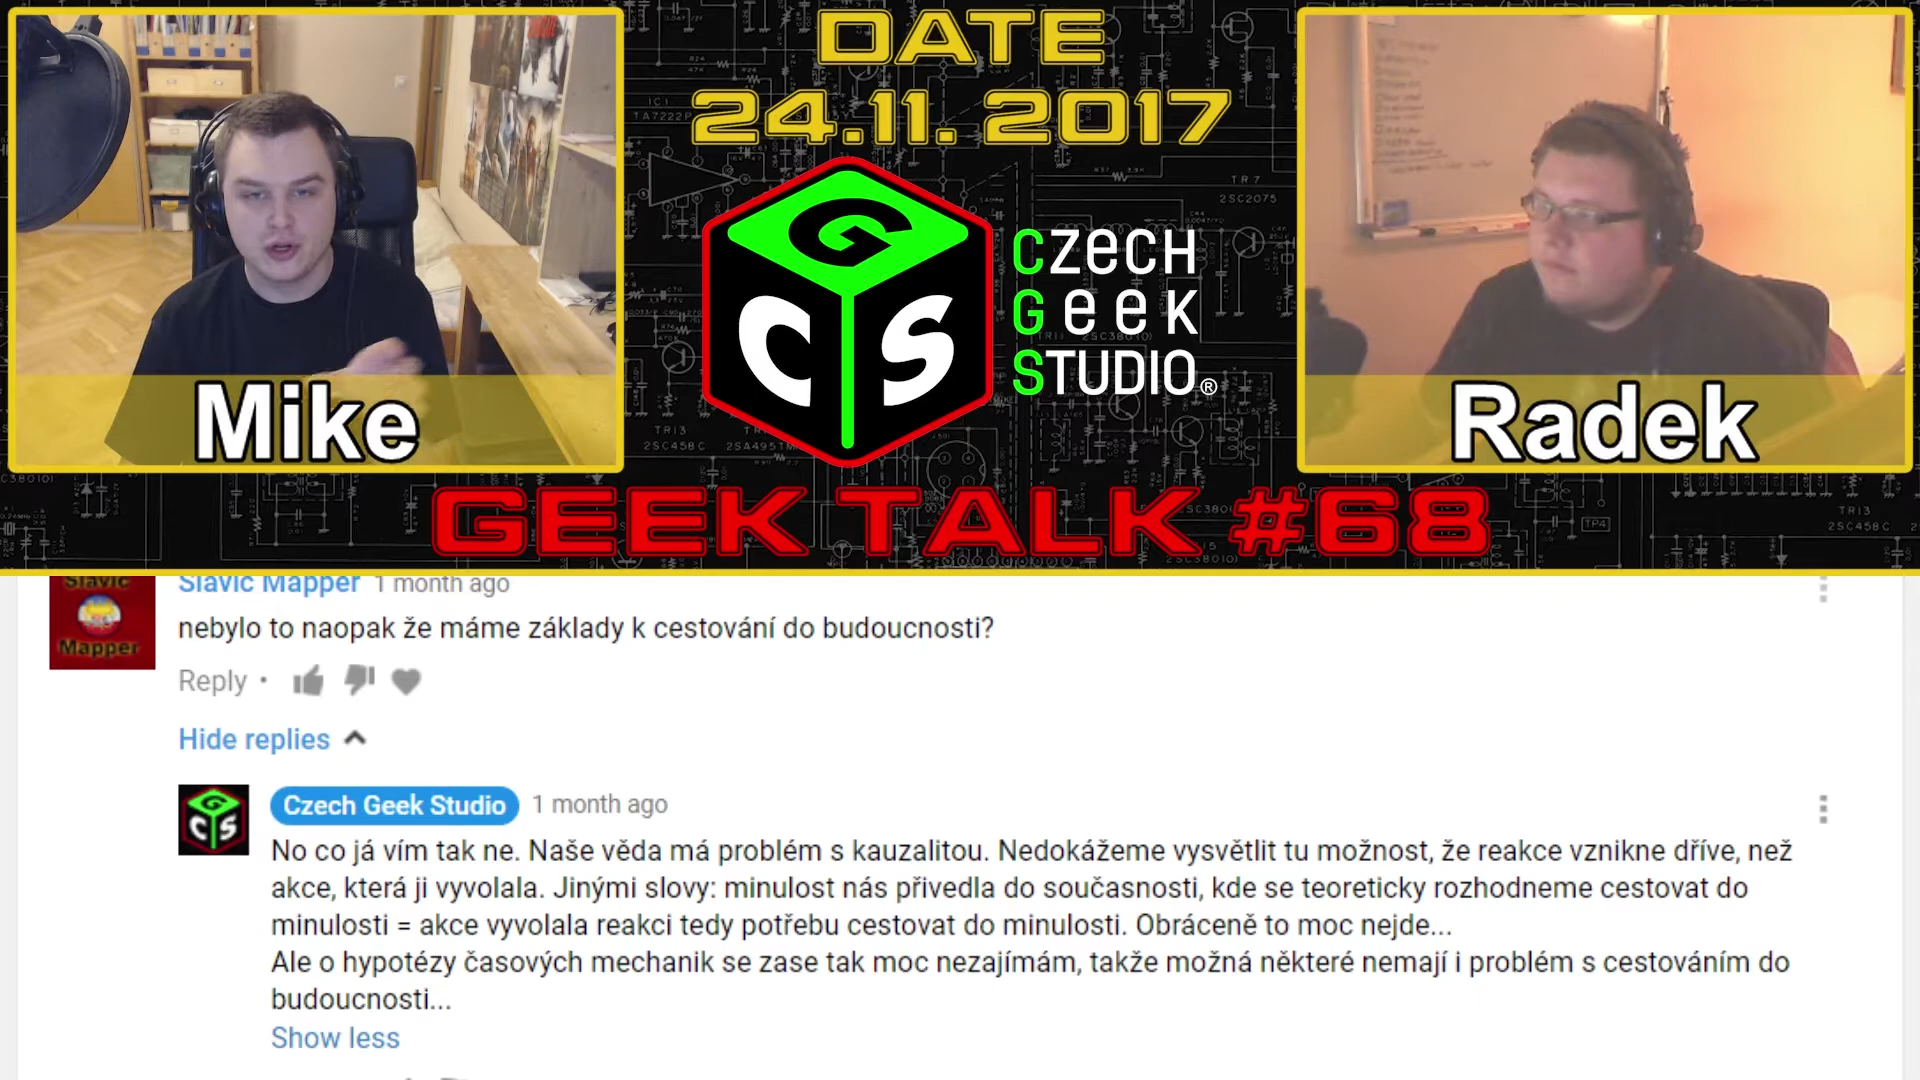 DATE
24.11.2017
G
C S
CZeCH
GeeK
STUDIO®
Mike
Radek
GEEK TALK #68
Slavic
Mapper
Slavic Mapper 1 month ago
nebylo to naopak že máme základy k cestování do budoucnosti?
Reply •
Hide replies
Czech Geek Studio 1 month ago
No co já vím tak ne. Naše věda má problém s kauzalitou. Nedokážeme vysvětlit tu možnost, že reakce vznikne dříve, než
akce, která ji vyvolala. Jinými slovy: minulost nás přivedla do současnosti, kde se teoreticky rozhodneme cestovat do
minulosti = akce vyvolala reakci tedy potřebu cestovat do minulosti. Obráceně to moc nejde...
Ale o hypotézy časových mechanik se zase tak moc nezajímám, takže možná některé nemají i problém s cestováním do
budoucnosti...
Show less